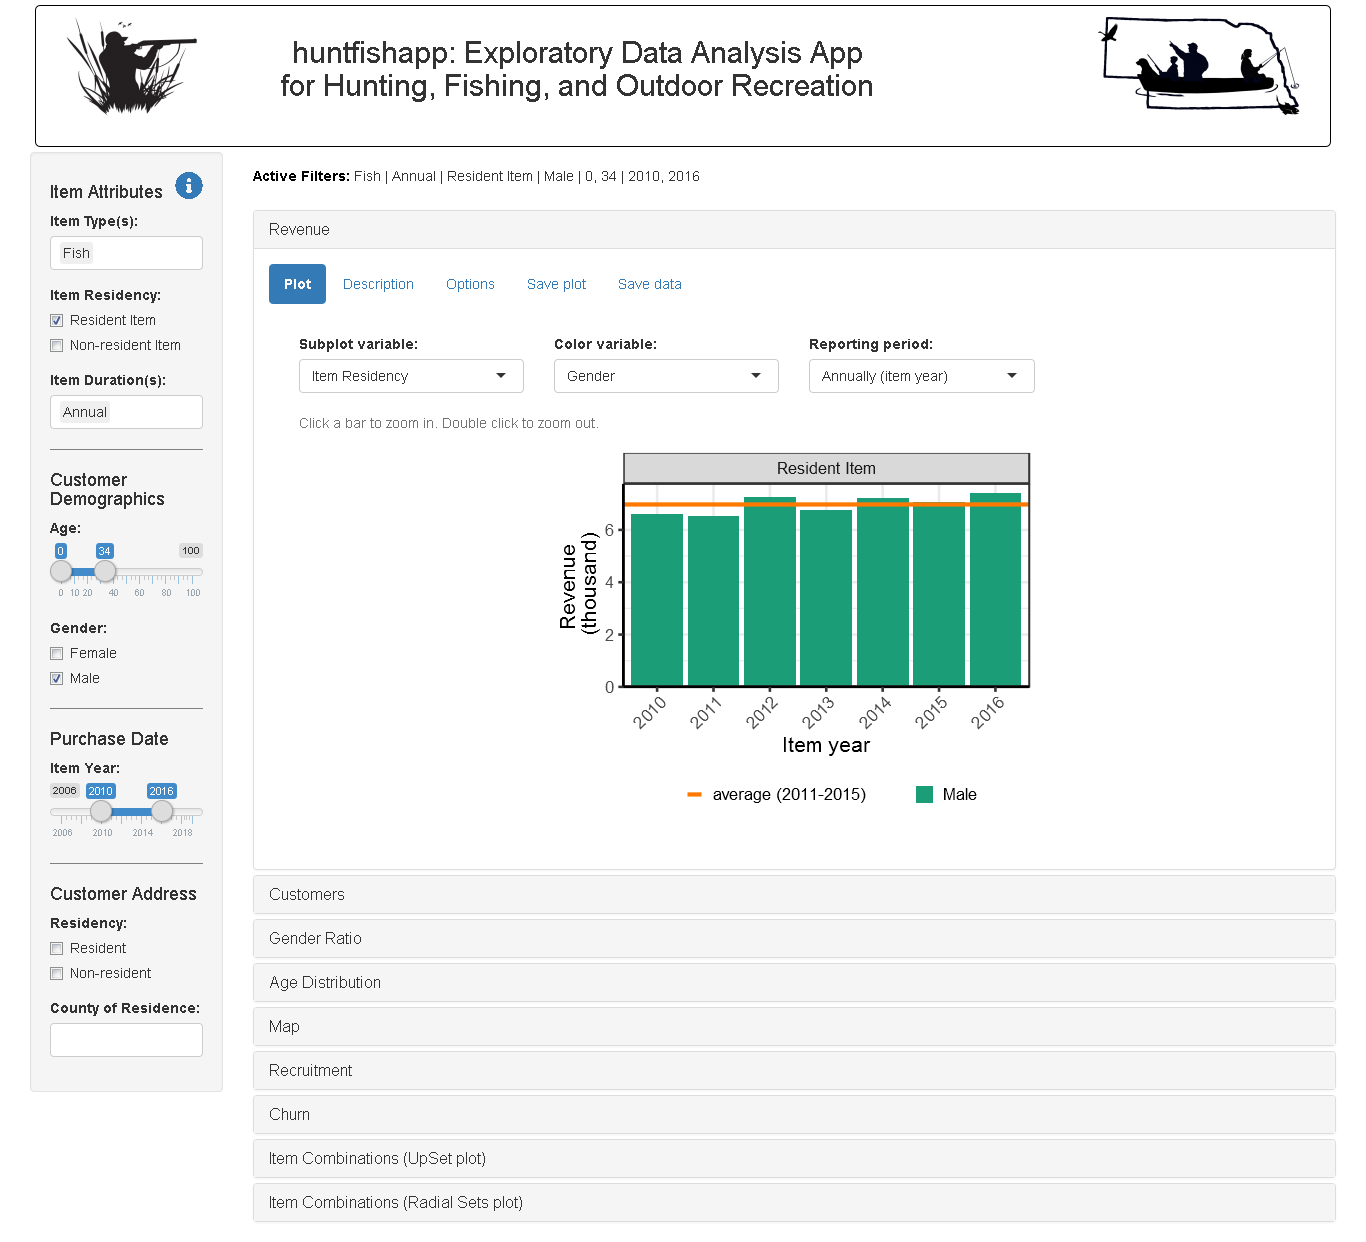 huntfishapp: Exploratory Data Analysis App
for Hunting, Fishing, and Outdoor Recreation
Item Attributes
Item Type(s):
Fish
Item Residency:
Resident Item
Non-resident Item
Item Duration(s):
Annual
Customer
Demographics
Age:
0 34 100
0 10 20 40 60 80 100
Gender:
Female
Male
Purchase Date
Item Year:
2006 2010 2016
2006 2010 2014 2018
Customer Address
Residency:
Resident
Non-resident
County of Residence:
Active Filters: Fish | Annual | Resident Item | Male | 0, 34 | 2010, 2016
Revenue
Plot Description Options Save plot Save data
Subplot variable: Color variable: Reporting period:
Item Residency Gender Annually (item year)
Click a bar to zoom in. Double click to zoom out.
Resident Item
Revenue
(thousand)
6
4
2
0
2010 2011 2012 2013 2014 2015 2016
Item year
average (2011-2015) Male
Customers
Gender Ratio
Age Distribution
Map
Recruitment
Churn
Item Combinations (UpSet plot)
Item Combinations (Radial Sets plot)